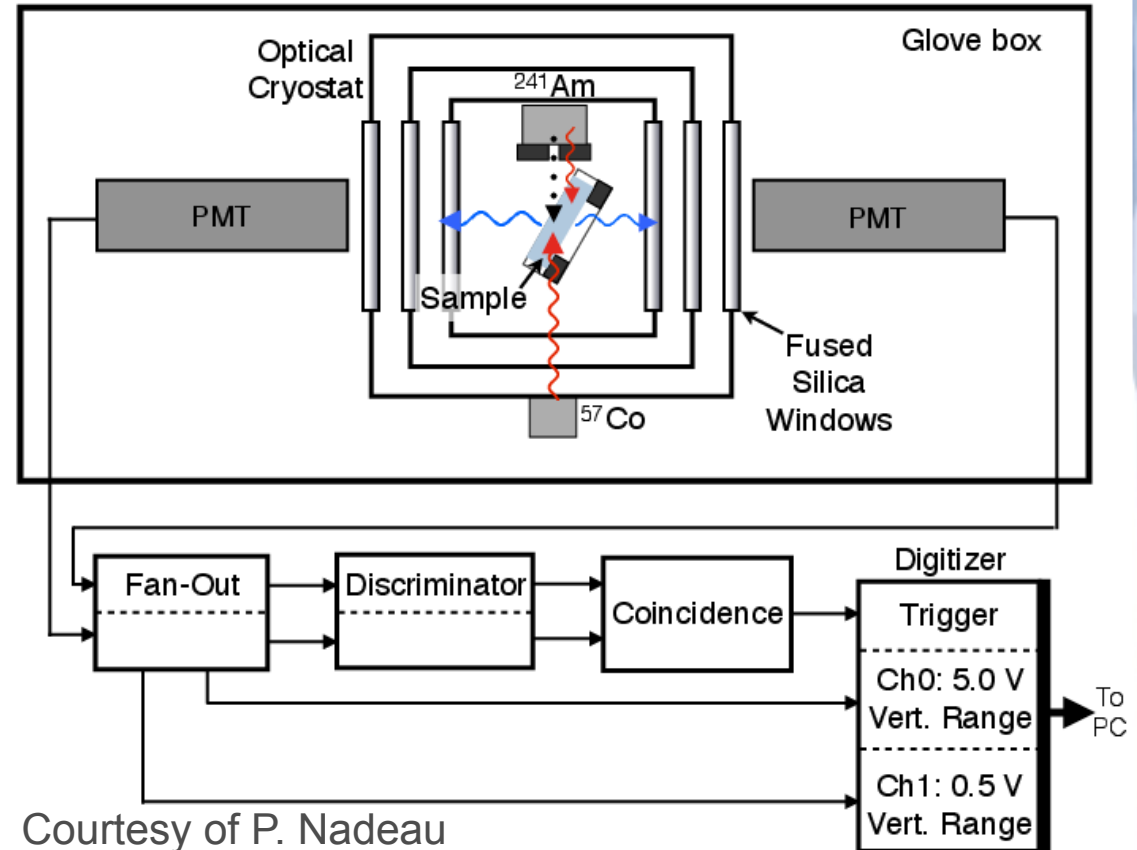 Glove box
Optical
Cryostat
²⁴¹Am
PMT
PMT
Sample
Fused
Silica
Windows
⁵⁷Co
Fan-Out
Discriminator
Coincidence
Digitizer
Trigger
Ch0: 5.0 V
Vert. Range
Ch1: 0.5 V
Vert. Range
To
PC
Courtesy of P. Nadeau